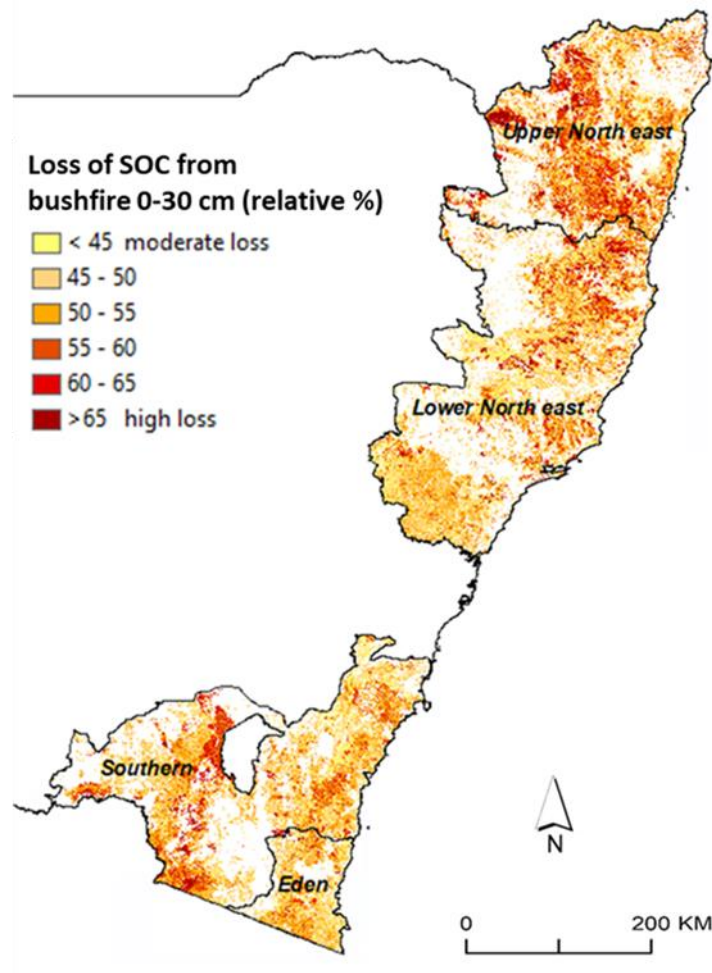 Upper North east
Loss of SOC from
bushfire 0-30 cm (relative %)
< 45 moderate loss
45 - 50
50 - 55
55 - 60
60 - 65
>65 high loss
Lower North east
Southern
Eden
N
0 200 KM